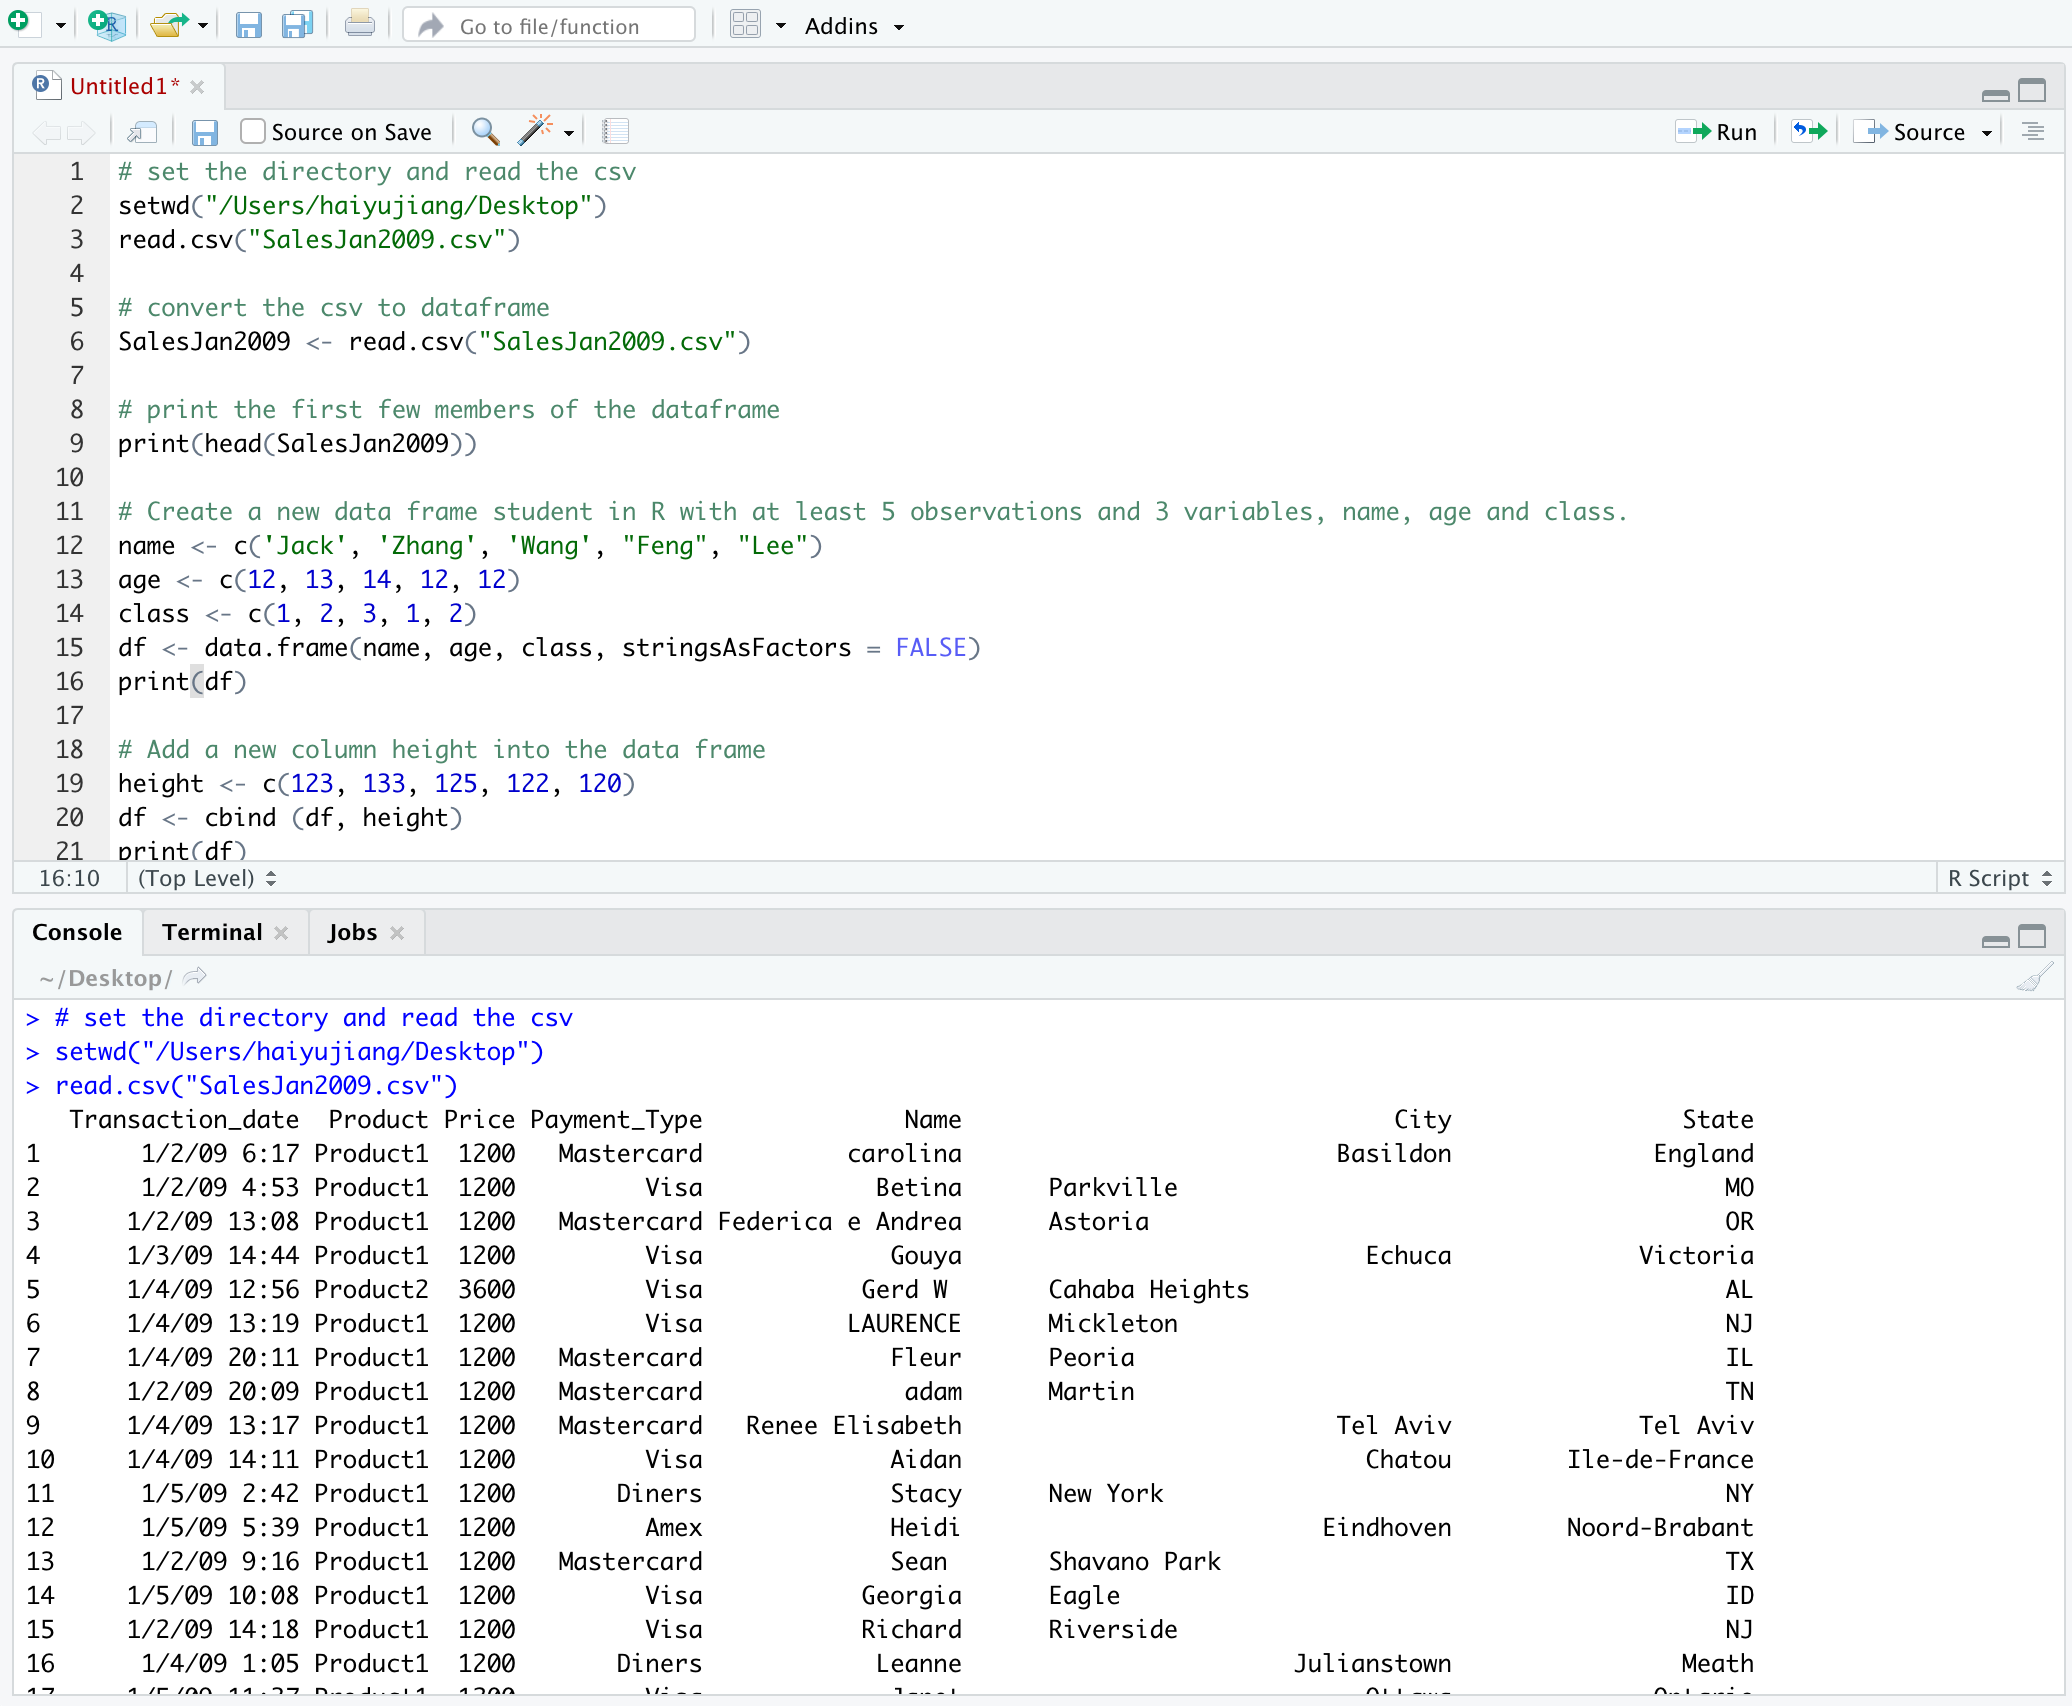 Go to file/function Addins
Untitled1*
Source on Save Run Source
1 # set the directory and read the csv
2 setwd("/Users/haiyujiang/Desktop")
3 read.csv("SalesJan2009.csv")
4
5 # convert the csv to dataframe
6 SalesJan2009 <- read.csv("SalesJan2009.csv")
7
8 # print the first few members of the dataframe
9 print(head(SalesJan2009))
10
11 # Create a new data frame student in R with at least 5 observations and 3 variables, name, age and class.
12 name <- c('Jack', 'Zhang', 'Wang', "Feng", "Lee")
13 age <- c(12, 13, 14, 12, 12)
14 class <- c(1, 2, 3, 1, 2)
15 df <- data.frame(name, age, class, stringsAsFactors = FALSE)
16 print(df)
17
18 # Add a new column height into the data frame
19 height <- c(123, 133, 125, 122, 120)
20 df <- cbind (df, height)
21 print(df)
16:10 (Top Level) R Script
Console Terminal Jobs
~/Desktop/
> # set the directory and read the csv
> setwd("/Users/haiyujiang/Desktop")
> read.csv("SalesJan2009.csv")
Transaction_date Product Price Payment_Type Name City State
1 1/2/09 6:17 Product1 1200 Mastercard carolina Basildon England
2 1/2/09 4:53 Product1 1200 Visa Betina Parkville MO
3 1/2/09 13:08 Product1 1200 Mastercard Federica e Andrea Astoria OR
4 1/3/09 14:44 Product1 1200 Visa Gouya Echuca Victoria
5 1/4/09 12:56 Product2 3600 Visa Gerd W Cahaba Heights AL
6 1/4/09 13:19 Product1 1200 Visa LAURENCE Mickleton NJ
7 1/4/09 20:11 Product1 1200 Mastercard Fleur Peoria IL
8 1/2/09 20:09 Product1 1200 Mastercard adam Martin TN
9 1/4/09 13:17 Product1 1200 Mastercard Renee Elisabeth Tel Aviv Tel Aviv
10 1/4/09 14:11 Product1 1200 Visa Aidan Chatou Ile-de-France
11 1/5/09 2:42 Product1 1200 Diners Stacy New York NY
12 1/5/09 5:39 Product1 1200 Amex Heidi Eindhoven Noord-Brabant
13 1/2/09 9:16 Product1 1200 Mastercard Sean Shavano Park TX
14 1/5/09 10:08 Product1 1200 Visa Georgia Eagle ID
15 1/2/09 14:18 Product1 1200 Visa Richard Riverside NJ
16 1/4/09 1:05 Product1 1200 Diners Leanne Julianstown Meath